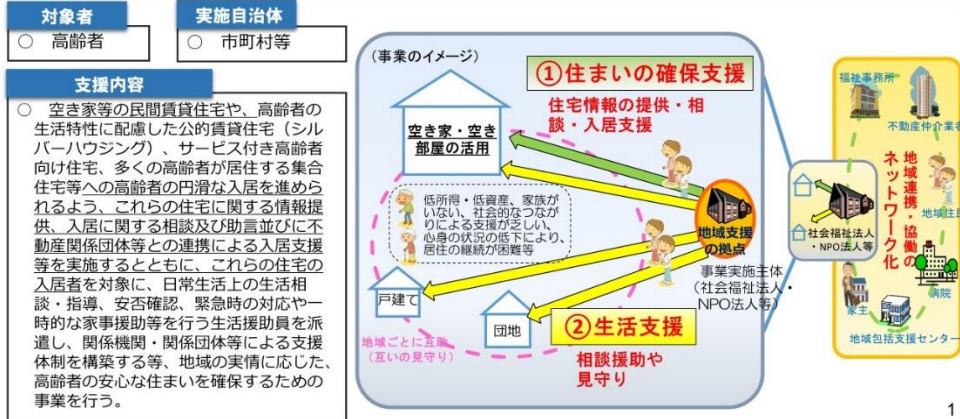 対象者
○ 高齢者
実施自治体
○ 市町村等
支援内容
○ 空き家等の民間賃貸住宅や、高齢者の
生活特性に配慮した公的賃貸住宅（シル
バーハウジング）、サービス付き高齢者
向け住宅、多くの高齢者が居住する集合
住宅等への高齢者の円滑な入居を進めら
れるよう、これらの住宅に関する情報提
供、入居に関する相談及び助言並びに不
動産関係団体等との連携による入居支援
等を実施するとともに、これらの住宅の
入居者を対象に、日常生活上の生活相
談・指導、安否確認、緊急時の対応や一
時的な家事援助等を行う生活援助員を派
遣し、関係機関・関係団体等による支援
体制を構築する等、地域の実情に応じた、
高齢者の安心な住まいを確保するための
事業を行う。
（事業のイメージ）
①住まいの確保支援
住宅情報の提供・相
談・入居支援
空き家・空き
部屋の活用
低所得・低資産、家族が
いない、社会的なつなが
りによる支援が乏しい、
心身の状況の低下により、
居住の継続が困難等
地域支援
の拠点
事業実施主体
（社会福祉法人・
NPO法人等）
戸建て
団地
地域ごとに互助
（互いの見守り）
②生活支援
相談援助や
見守り
社会福祉法人
・NPO法人等
福祉事務所
不動産仲介業者
地域連携・協働の
ネットワーク化
地域住民
病院
家主
地域包括支援センター
1